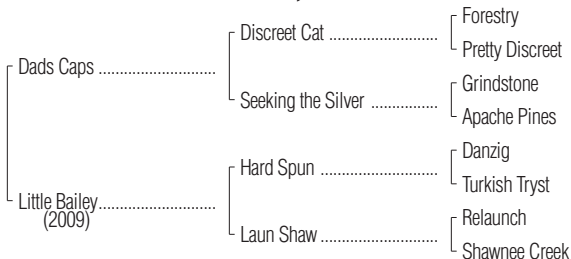 Forestry
Discreet Cat ........................
Pretty Discreet
Dads Caps ..........................
Grindstone
Seeking the Silver ...............
Apache Pines
Danzig
Hard Spun ..........................
Turkish Tryst
Little Bailey..........................
(2009)
Relaunch
Laun Shaw ..........................
Shawnee Creek